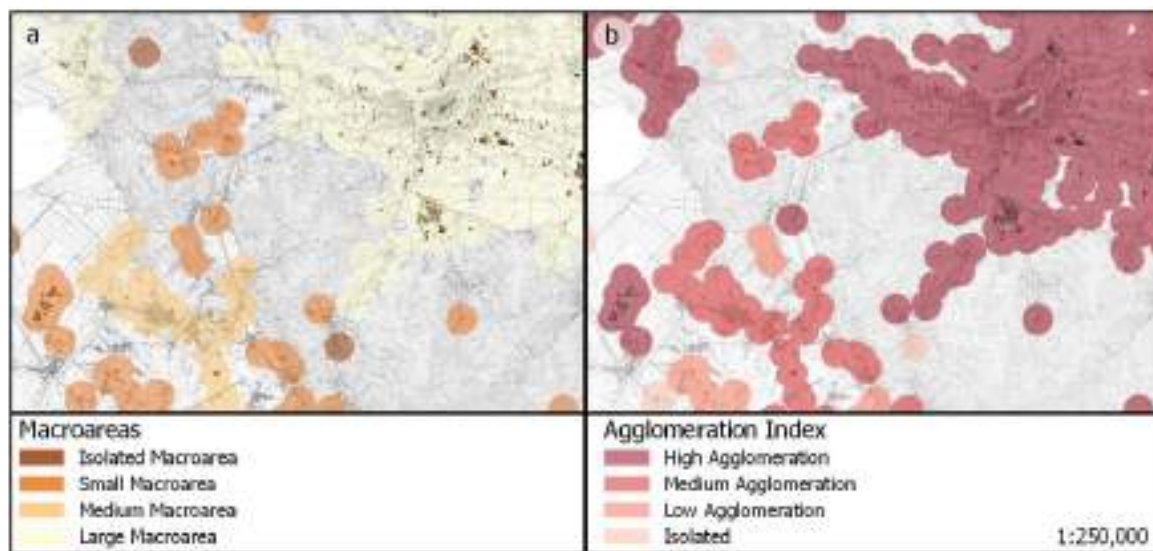 a
b
Macroareas
Isolated Macroarea
Small Macroarea
Medium Macroarea
Large Macroarea
Agglomeration Index
High Agglomeration
Medium Agglomeration
Low Agglomeration
Isolated
1:250,000